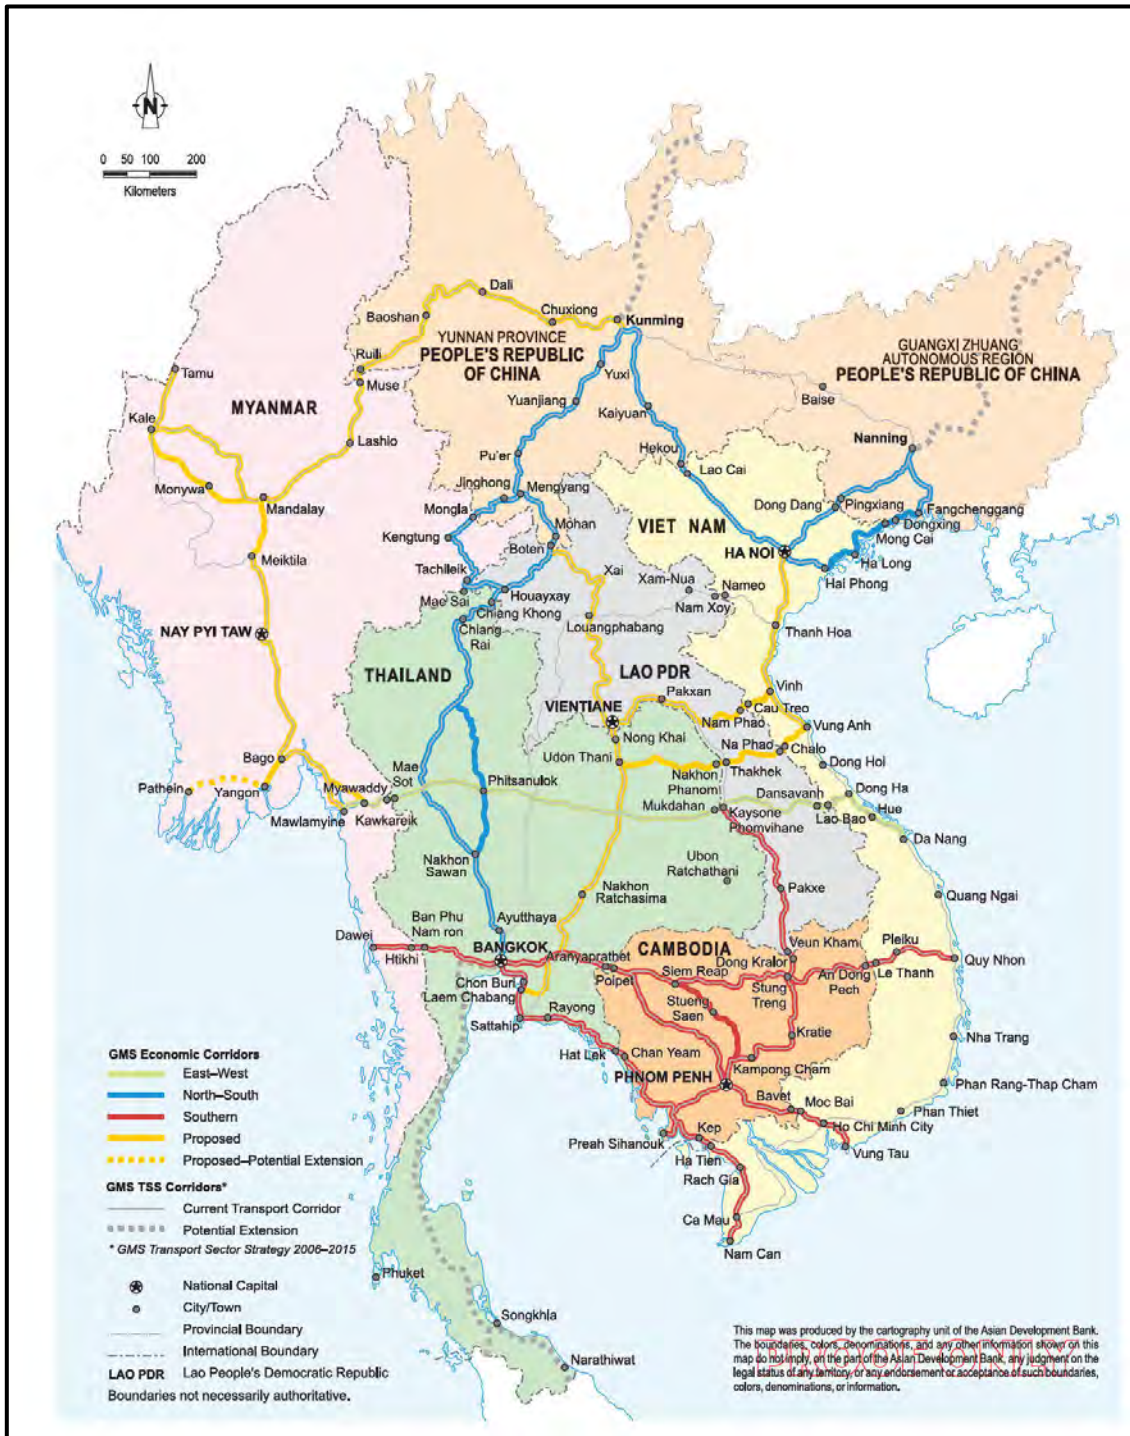 N
0 50 100 200
Kilometers
Dali
Baoshan
Chuxiong
Kunming
YUNNAN PROVINCE
PEOPLE'S REPUBLIC
OF CHINA
GUANGXI ZHUANG
AUTONOMOUS REGION
PEOPLE'S REPUBLIC OF CHINA
Ruili
Muse
Tamu
Yuxi
Baise
MYANMAR
Yuanjiang
Kaiyuan
Kale
Nanning
Lashio
Pu'er
Hekou
Lao Cai
Monywa
Mandalay
Jinghong
Mengyang
Dong Dang
Pingxiang
Fangchenggang
Mongla
Mohan
VIET NAM
Dongxing
Mong Cai
Kengtung
Boten
HA NOI
Meiktila
Ha Long
Tachileik
Xai
Xam-Nua
Nameo
Hai Phong
Mae Sai
Houayxay
Chiang Khong
Nam Xoy
Chiang
Rai
Louangphabang
Thanh Hoa
NAY PYI TAW
THAILAND
LAO PDR
Pakxan
Vinh
VIENTIANE
Cau Treo
Nam Phao
Vung Anh
Nong Khai
Na Phao
Chalo
Bago
Udon Thani
Dong Hoi
Mae
Sot
Nakhon
Phanom
Thakhek
Pathein
Yangon
Myawaddy
Phitsanulok
Dansavanh
Dong Ha
Mukdahan
Kaysone
Phomvihane
Lao Bao
Hue
Mawlamyine
Kawkareik
Da Nang
Nakhon
Sawan
Ubon
Ratchathani
Pakxe
Nakhon
Ratchasima
Quang Ngai
Ban Phu
Nam ron
Ayutthaya
Dawei
Htikhi
BANGKOK
Aranyaprathet
CAMBODIA
Veun Kham
Dong Kralor
Pleiku
Le Thanh
Quy Nhon
Poipet
Siem Reap
An Dong
Pech
Chon Buri
Laem Chabang
Stung
Treng
Stueng
Saen
Rayong
Sattahip
Kratie
Nha Trang
Hat Lek
Chan Yeam
Kampong Cham
PHNOM PENH
Phan Rang-Thap Cham
Bavet
Moc Bai
Phan Thiet
Ho Chi Minh City
Kep
Preah Sihanouk
Vung Tau
Ha Tien
Rach Gia
Ca Mau
Nam Can
Phuket
Songkhla
Narathiwat
GMS Economic Corridors
East–West
North–South
Southern
Proposed
Proposed–Potential Extension
GMS TSS Corridors*
Current Transport Corridor
Potential Extension
* GMS Transport Sector Strategy 2006–2015
National Capital
City/Town
Provincial Boundary
International Boundary
LAO PDR Lao People's Democratic Republic
Boundaries not necessarily authoritative.
This map was produced by the cartography unit of the Asian Development Bank.
The boundaries, colors, denominations, and any other information shown on this
map do not imply, on the part of the Asian Development Bank, any judgment on the
legal status of any territory, or any endorsement or acceptance of such boundaries,
colors, denominations, or information.
PROOF ONLY